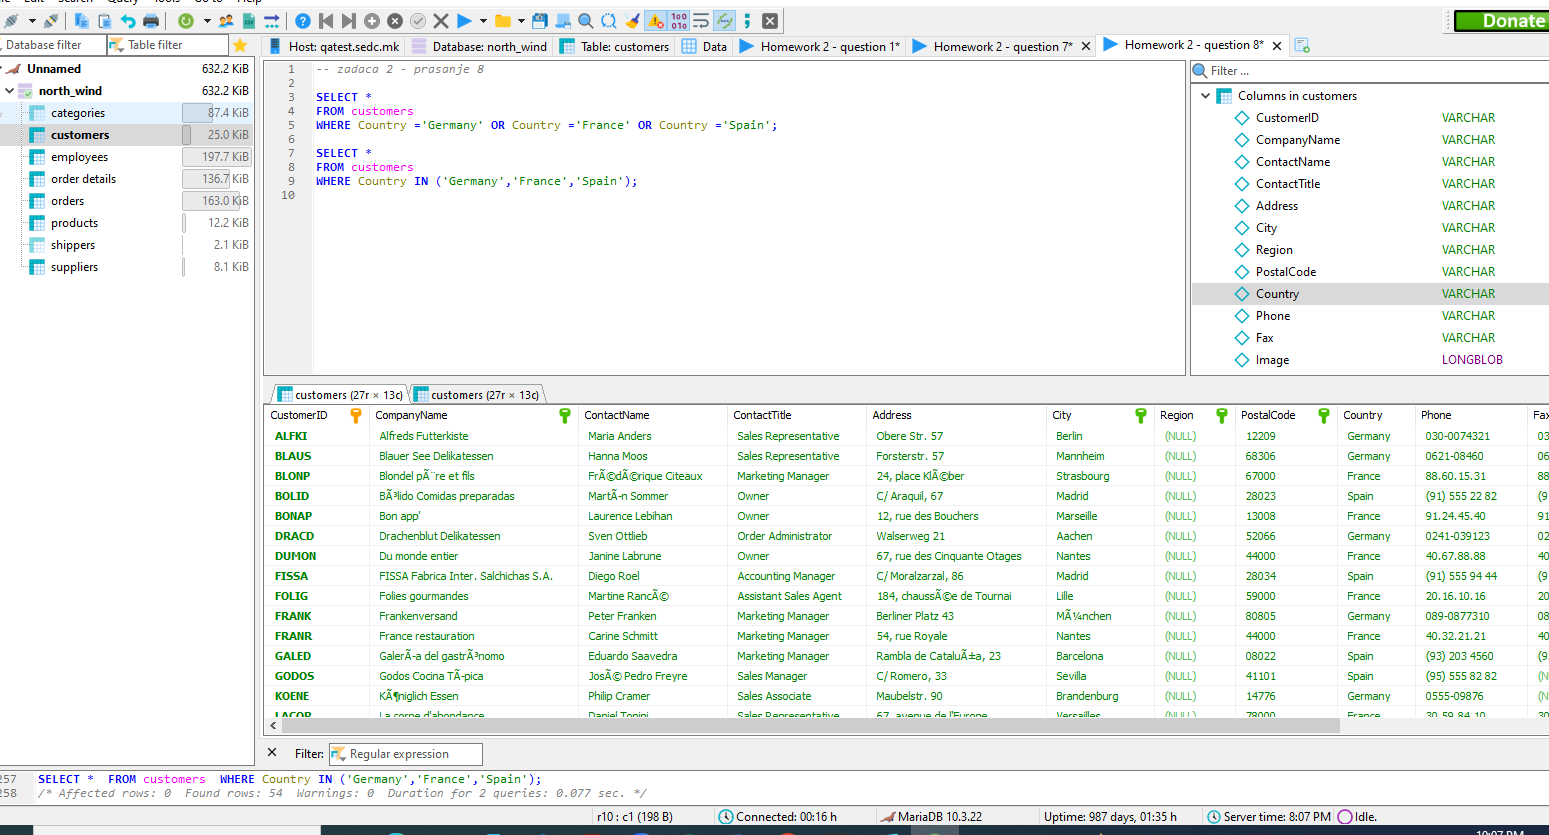 Donate
Database filter
Table filter
Host: qatest.sedc.mk
Database: north_wind
Table: customers
Data
Homework 2 - question 1*
Homework 2 - question 7*
Homework 2 - question 8*
Unnamed 632.2 KiB
north_wind 632.2 KiB
categories 87.4 KiB
customers 25.0 KiB
employees 197.7 KiB
order details 136.7 KiB
orders 163.0 KiB
products 12.2 KiB
shippers 2.1 KiB
suppliers 8.1 KiB
1 -- zadaca 2 - prasanje 8
2
3 SELECT *
4 FROM customers
5 WHERE Country ='Germany' OR Country ='France' OR Country ='Spain';
6
7 SELECT *
8 FROM customers
9 WHERE Country IN ('Germany','France','Spain');
10
Filter ...
Columns in customers
CustomerID VARCHAR
CompanyName VARCHAR
ContactName VARCHAR
ContactTitle VARCHAR
Address VARCHAR
City VARCHAR
Region VARCHAR
PostalCode VARCHAR
Country VARCHAR
Phone VARCHAR
Fax VARCHAR
Image LONGBLOB
customers (27r × 13c)
customers (27r × 13c)
CustomerID CompanyName ContactName ContactTitle Address City Region PostalCode Country Phone Fax
ALFKI Alfreds Futterkiste Maria Anders Sales Representative Obere Str. 57 Berlin (NULL) 12209 Germany 030-0074321 03
BLAUS Blauer See Delikatessen Hanna Moos Sales Representative Forsterstr. 57 Mannheim (NULL) 68306 Germany 0621-08460 06
BLONP Blondel pÃ¨re et fils FrÃ©dÃ©rique Citeaux Marketing Manager 24, place KlÃ©ber Strasbourg (NULL) 67000 France 88.60.15.31 88
BOLID BÃ³lido Comidas preparadas MartÃ-n Sommer Owner C/ Araquil, 67 Madrid (NULL) 28023 Spain (91) 555 22 82 (9
BONAP Bon app' Laurence Lebihan Owner 12, rue des Bouchers Marseille (NULL) 13008 France 91.24.45.40 91
DRACD Drachenblut Delikatessen Sven Ottlieb Order Administrator Walserweg 21 Aachen (NULL) 52066 Germany 0241-039123 02
DUMON Du monde entier Janine Labrune Owner 67, rue des Cinquante Otages Nantes (NULL) 44000 France 40.67.88.88 40
FISSA FISSA Fabrica Inter. Salchichas S.A. Diego Roel Accounting Manager C/ Moralzarzal, 86 Madrid (NULL) 28034 Spain (91) 555 94 44 (9
FOLIG Folies gourmandes Martine RancÃ© Assistant Sales Agent 184, chaussÃ©e de Tournai Lille (NULL) 59000 France 20.16.10.16 20
FRANK Frankenversand Peter Franken Marketing Manager Berliner Platz 43 MÃ¼nchen (NULL) 80805 Germany 089-0877310 08
FRANR France restauration Carine Schmitt Marketing Manager 54, rue Royale Nantes (NULL) 44000 France 40.32.21.21 40
GALED GalerÃ-a del gastrÃ³nomo Eduardo Saavedra Marketing Manager Rambla de CataluÃ±a, 23 Barcelona (NULL) 08022 Spain (93) 203 4560 (9
GODOS Godos Cocina TÃ-pica JosÃ© Pedro Freyre Sales Manager C/ Romero, 33 Sevilla (NULL) 41101 Spain (95) 555 82 82 (N
KOENE KÃ¶niglich Essen Philip Cramer Sales Associate Maubelstr. 90 Brandenburg (NULL) 14776 Germany 0555-09876 (N
LACOR La corne d'abondance Daniel Tonini Sales Representative 67, avenue de l'Europe Versailles (NULL) 78000 France 30.59.84.10 30
Filter: Regular expression
257 SELECT * FROM customers WHERE Country IN ('Germany','France','Spain');
258 /* Affected rows: 0 Found rows: 54 Warnings: 0 Duration for 2 queries: 0.077 sec. */
r10 : c1 (198 B)
Connected: 00:16 h
MariaDB 10.3.22
Uptime: 987 days, 01:35 h
Server time: 8:07 PM
Idle.
10:07 PM